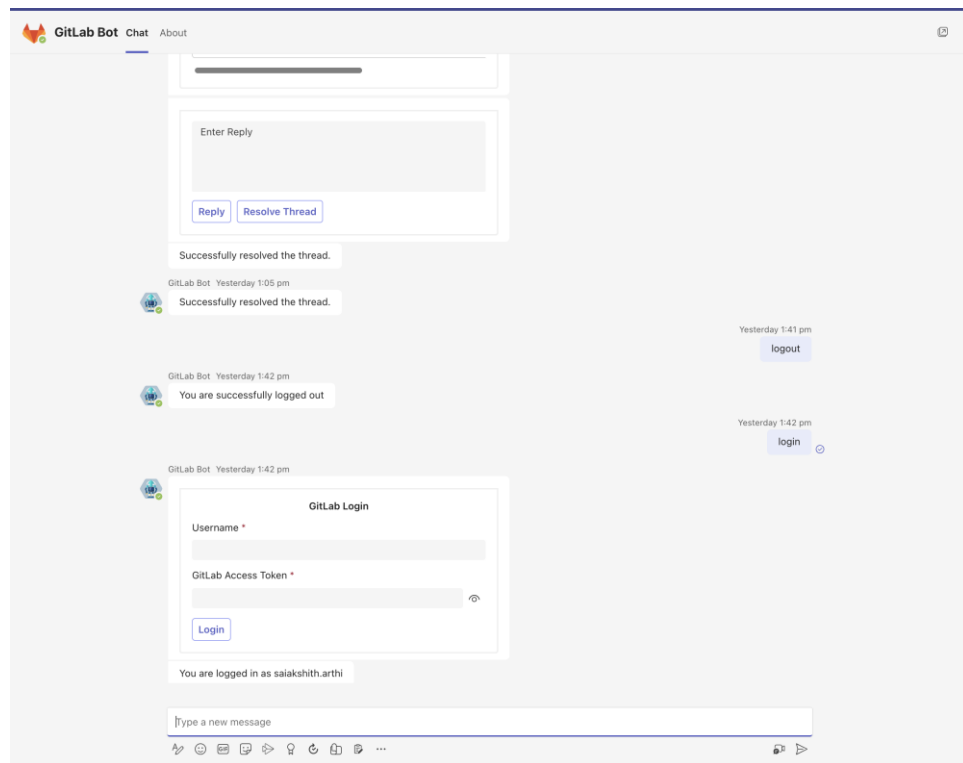 GitLab Bot Chat About
Enter Reply
Reply Resolve Thread
Successfully resolved the thread.
GitLab Bot Yesterday 1:05 pm
Successfully resolved the thread.
Yesterday 1:41 pm
logout
GitLab Bot Yesterday 1:42 pm
You are successfully logged out
Yesterday 1:42 pm
login
GitLab Bot Yesterday 1:42 pm
GitLab Login
Username *
GitLab Access Token *
Login
You are logged in as saiakshith.arthi
Type a new message
GIF